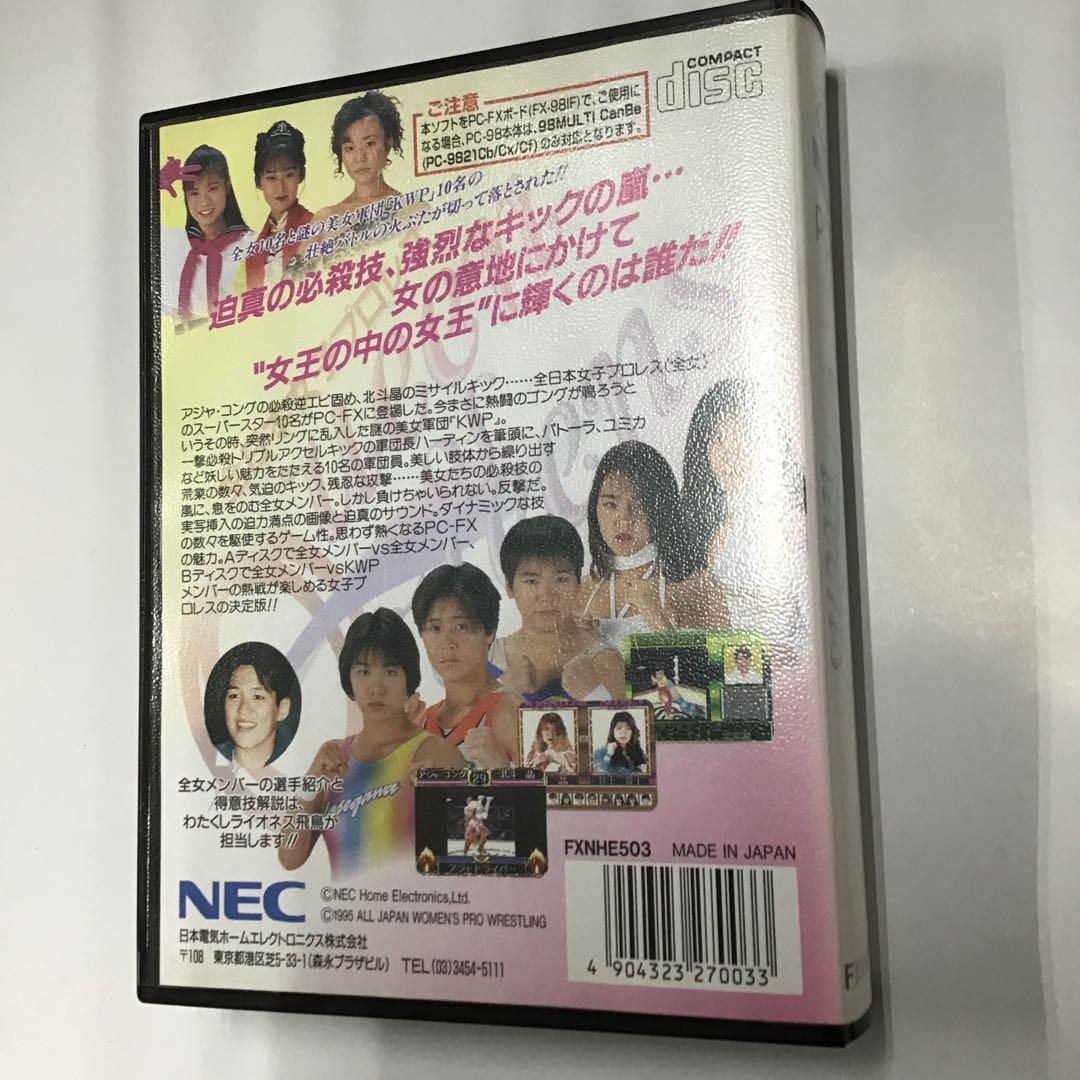 COMPACT
disc
ご注意
本ソフトをPC-FXボード(FX-98IF)で、ご使用に
なる場合、PC-98本体は、98MULTI CanBe
(PC-9821Cb/Cx/Cf)のみ対応となります。
全女10名と謎の美女軍団「KWP」10名の
壮絶バトルの火ぶたが切って落とされた!!
迫真の必殺技、強烈なキックの嵐…
女の意地にかけて
"女王の中の女王"に輝くのは誰だ!!
アジャ・コングの必殺逆エビ固め、北斗晶のミサイルキック……全日本女子プロレス(全女)
のスーパースター10名がPC-FXに登場した。今まさに熱闘のゴングが鳴ろうと
いうその時、突然リングに乱入した謎の美女軍団『KWP』。
一撃必殺トリプルアクセルキックの軍団長ハーディンを筆頭に、バトーラ、ユミカ
など妖しい魅力をたたえる10名の軍団員。美しい肢体から繰り出す
荒業の数々、気迫のキック、残忍な攻撃……美女たちの必殺技の
嵐に、息をのむ全女メンバー。しかし負けちゃいられない。反撃だ。
実写挿入の迫力満点の画像と迫真のサウンド。ダイナミックな技
の数々を駆使するゲーム性。思わず熱くなるPC-FX
の魅力。Aディスクで全女メンバーvs全女メンバー、
Bディスクで全女メンバーvsKWP
メンバーの熱戦が楽しめる女子プ
ロレスの決定版!!
全女メンバーの選手紹介と
得意技解説は、
わたくしライオネス飛鳥が
担当します!!
アジャ コング 29 北斗 晶
FXNHE503 MADE IN JAPAN
NEC
©NEC Home Electronics,Ltd.
©1995 ALL JAPAN WOMEN'S PRO WRESTLING
日本電気ホームエレクトロニクス株式会社
〒108 東京都港区芝5-33-1(森永プラザビル) TEL(03)3454-5111
4 904323 270033